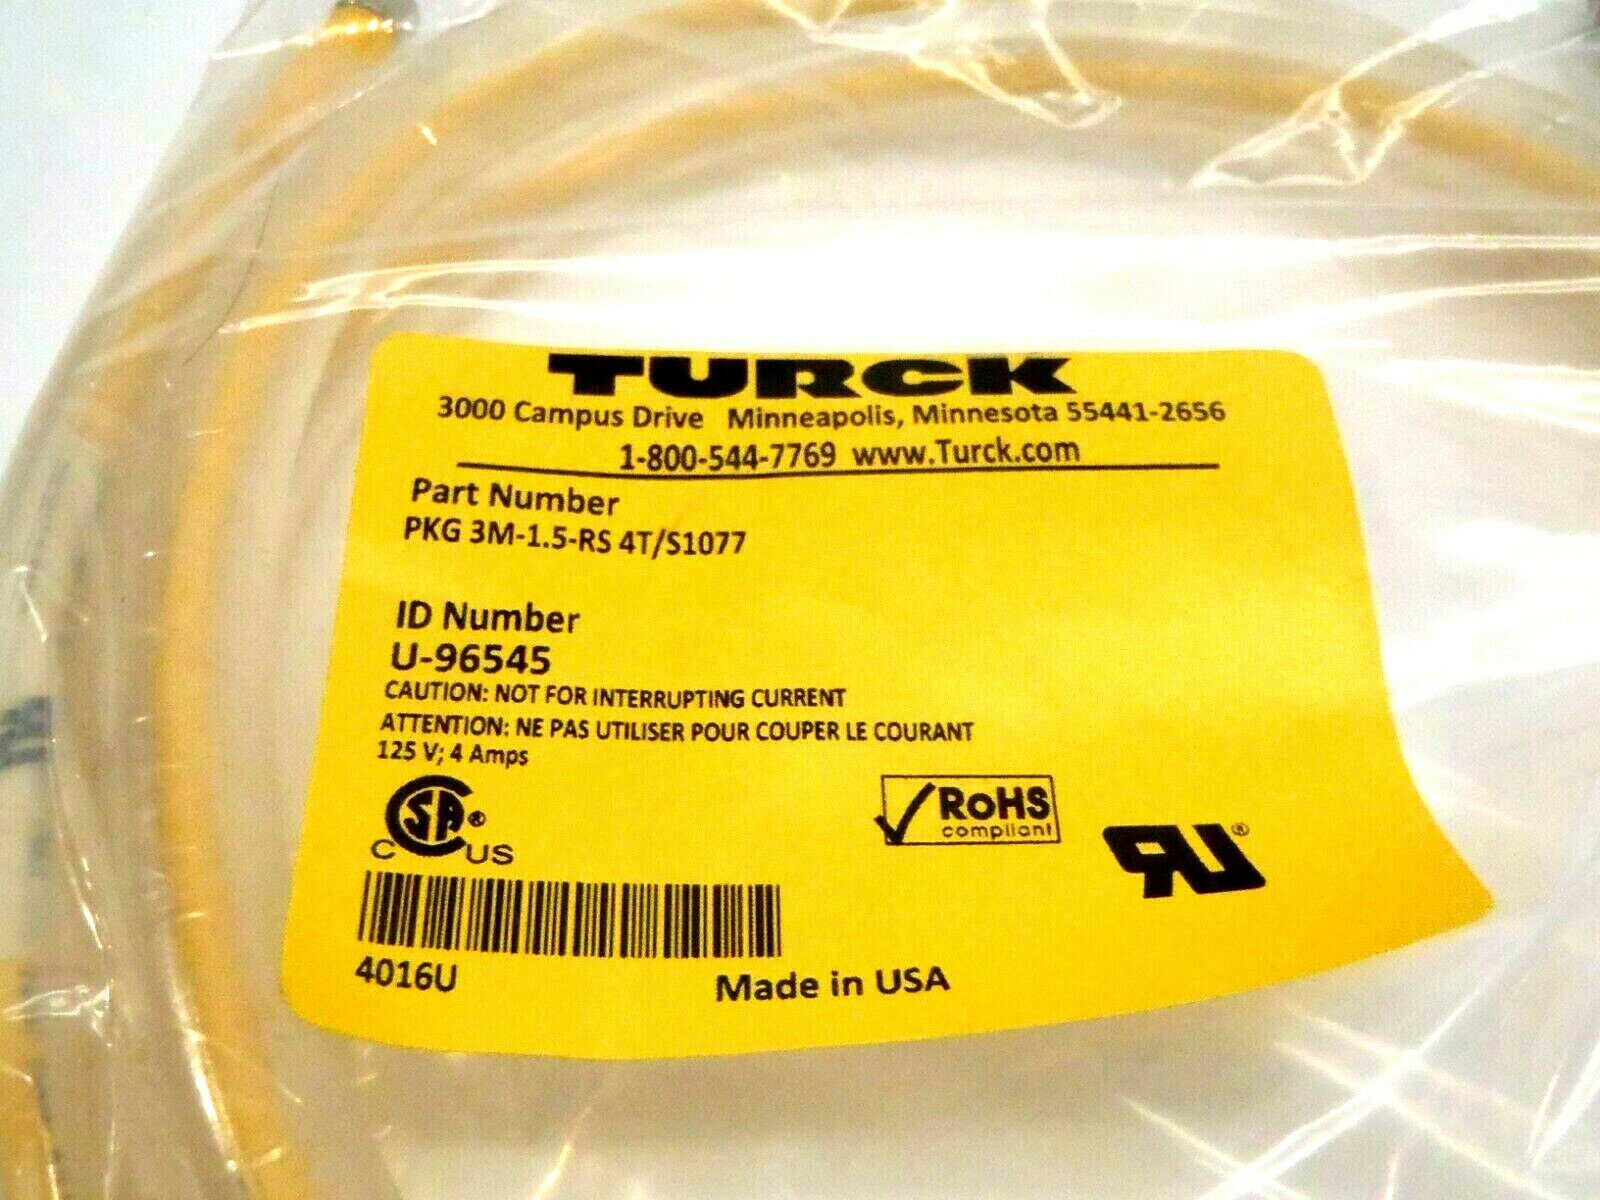 TURCK
3000 Campus Drive Minneapolis, Minnesota 55441-2656
1-800-544-7769 www.Turck.com
Part Number
PKG 3M-1.5-RS 4T/S1077
ID Number
U-96545
CAUTION: NOT FOR INTERRUPTING CURRENT
ATTENTION: NE PAS UTILISER POUR COUPER LE COURANT
125 V; 4 Amps
CSA®
C US
RoHS
compliant
RU®
4016U
Made in USA